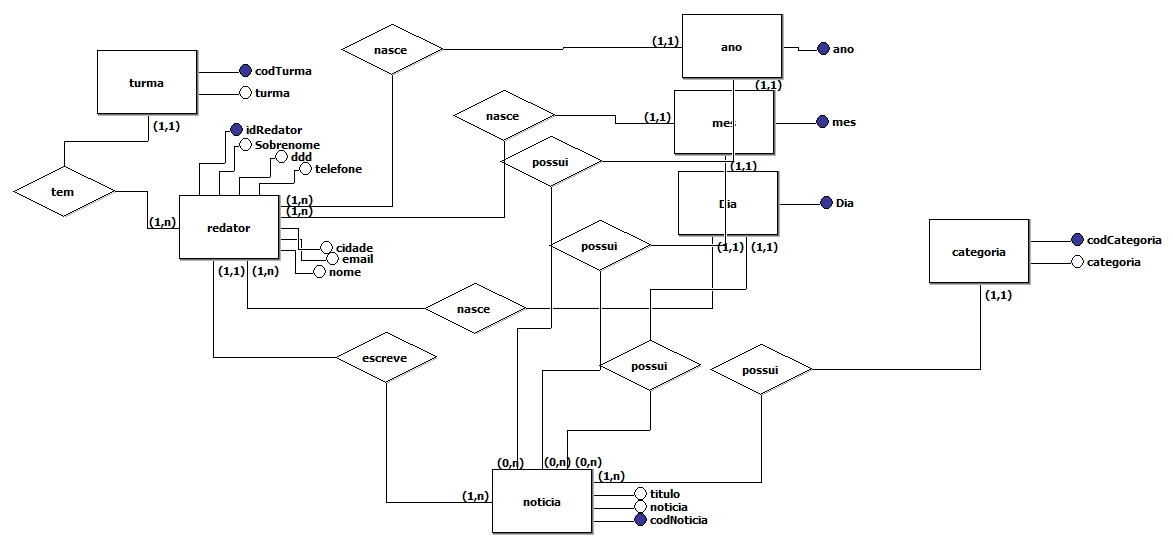 nasce
(1,1)
ano
ano
turma
codTurma
turma
(1,1)
(1,1)
nasce
(1,1)
mes
mes
(1,1)
idRedator
Sobrenome
ddd
telefone
possui
(1,1)
tem
(1,n)
redator
(1,n)
(1,n)
Dia
Dia
cidade
email
nome
possui
(1,1)
(1,1)
categoria
codCategoria
categoria
(1,1)
(1,1)
(1,n)
nasce
escreve
possui
possui
(0,n)
(0,n)
(0,n)
(1,n)
(1,n)
noticia
titulo
noticia
codNoticia